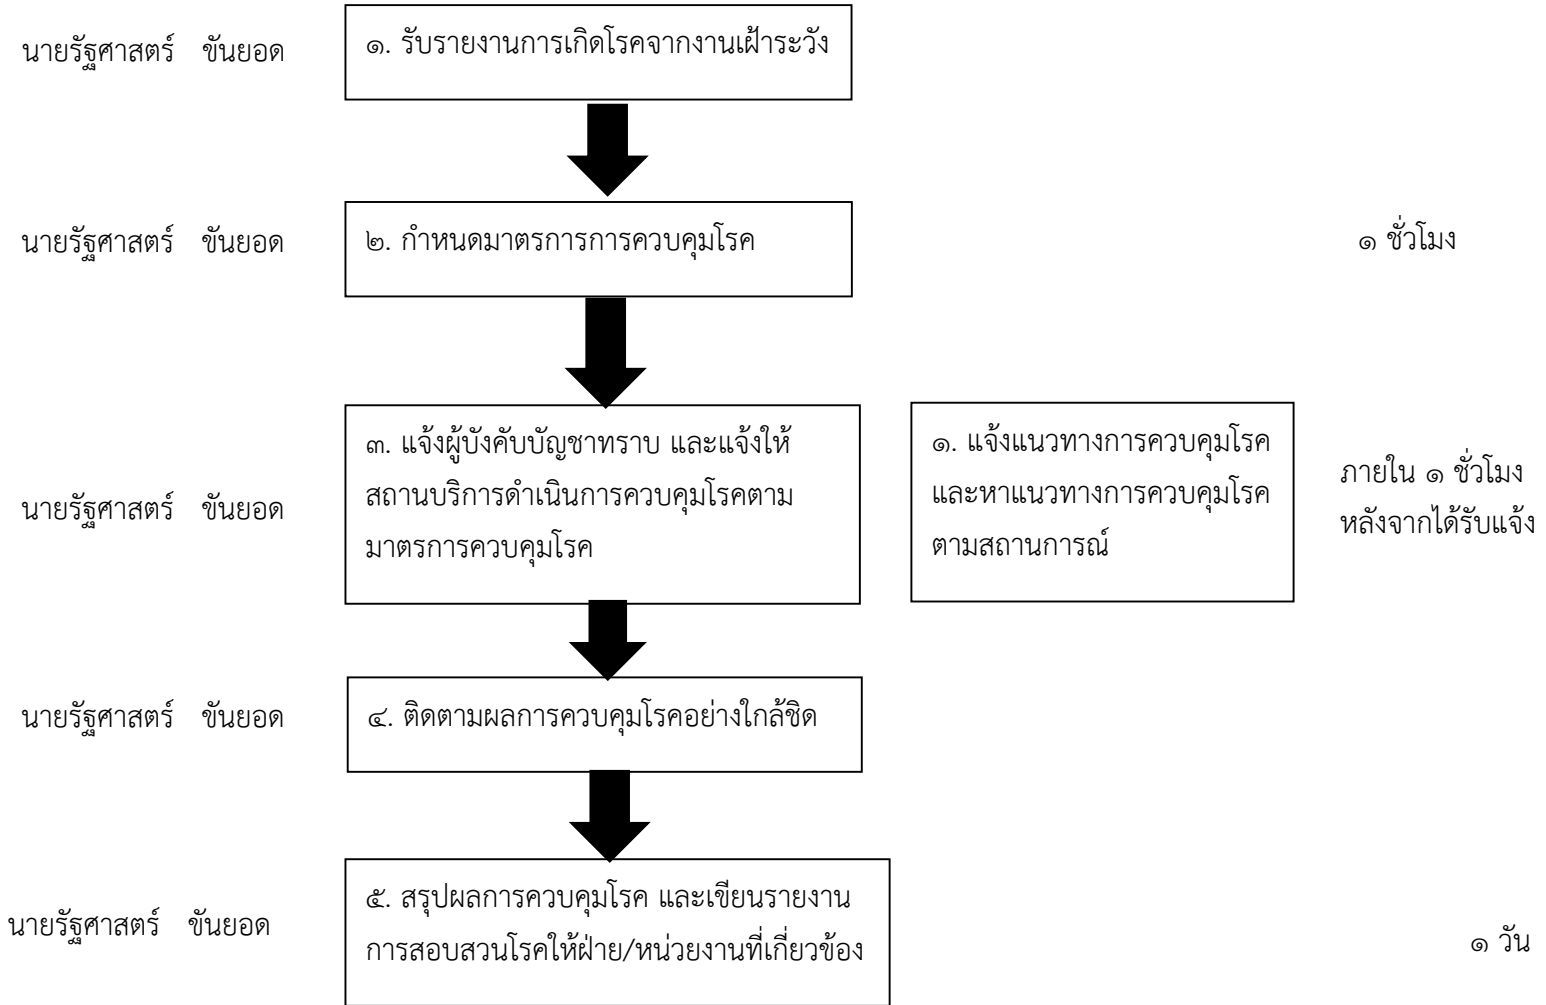 นายรัฐศาสตร์ ขันยอด
๑. รับรายงานการเกิดโรคจากงานเฝ้าระวัง
นายรัฐศาสตร์ ขันยอด
๒. กำหนดมาตรการการควบคุมโรค
๑ ชั่วโมง
นายรัฐศาสตร์ ขันยอด
๓. แจ้งผู้บังคับบัญชาทราบ และแจ้งให้
สถานบริการดำเนินการควบคุมโรคตาม
มาตรการควบคุมโรค
๑. แจ้งแนวทางการควบคุมโรค
และหาแนวทางการควบคุมโรค
ตามสถานการณ์
ภายใน ๑ ชั่วโมง
หลังจากได้รับแจ้ง
นายรัฐศาสตร์ ขันยอด
๔. ติดตามผลการควบคุมโรคอย่างใกล้ชิด
นายรัฐศาสตร์ ขันยอด
๕. สรุปผลการควบคุมโรค และเขียนรายงาน
การสอบสวนโรคให้ฝ่าย/หน่วยงานที่เกี่ยวข้อง
๑ วัน